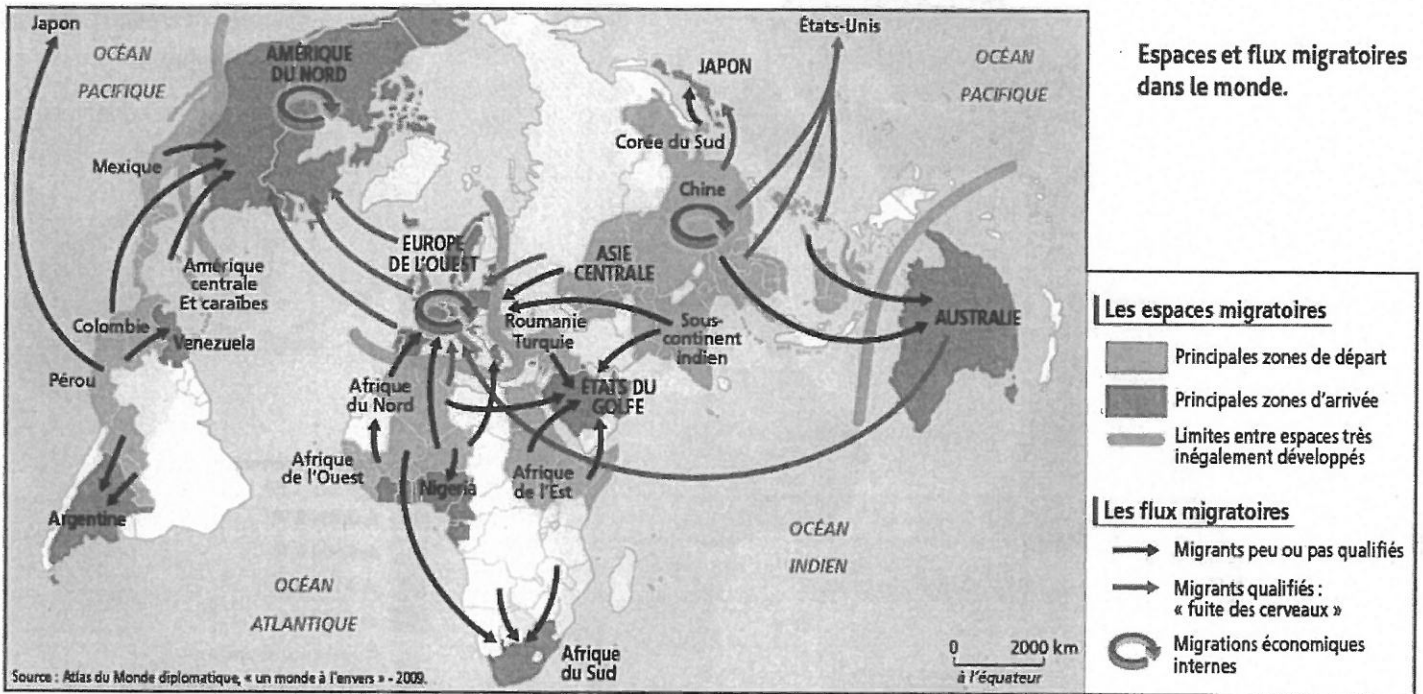 Japon
OCÉAN
PACIFIQUE
AMÉRIQUE
DU NORD
Mexique
Amérique
centrale
Et caraïbes
Colombie
Venezuela
Pérou
Argentine
OCÉAN
ATLANTIQUE
EUROPE
DE L'OUEST
Roumanie
Turquie
Afrique
du Nord
Afrique
de l'Ouest
Nigeria
Afrique
de l'Est
Afrique
du Sud
ÉTATS DU
GOLFE
ASIE
CENTRALE
Sous-
continent
indien
Chine
Corée du Sud
JAPON
États-Unis
OCÉAN
PACIFIQUE
AUSTRALIE
OCÉAN
INDIEN
0 2000 km
à l'équateur
Source : Atlas du Monde diplomatique, « un monde à l'envers » - 2009.
Espaces et flux migratoires
dans le monde.
Les espaces migratoires
Principales zones de départ
Principales zones d'arrivée
Limites entre espaces très
inégalement développés
Les flux migratoires
Migrants peu ou pas qualifiés
Migrants qualifiés :
« fuite des cerveaux »
Migrations économiques
internes